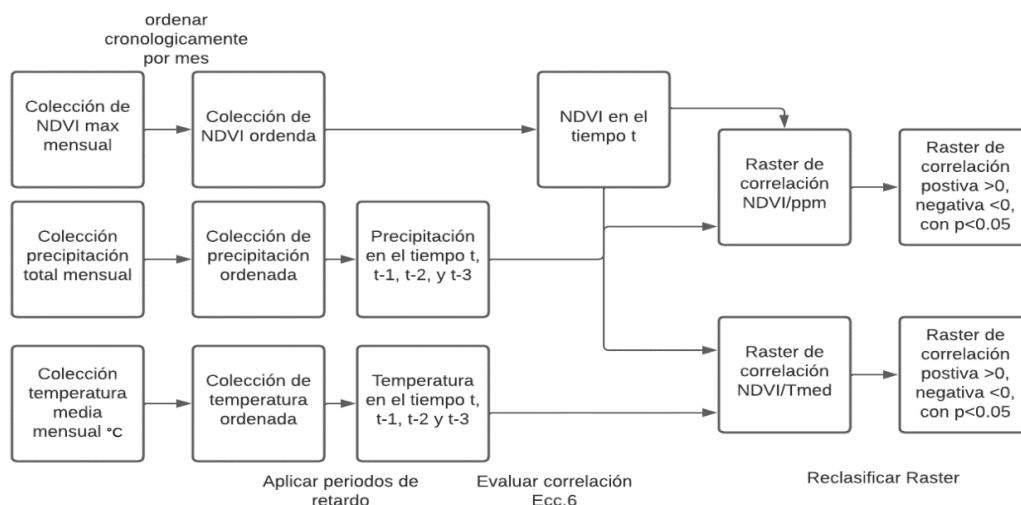 ordenar
cronologicamente
por mes
Colección de
NDVI max
mensual
Colección de
NDVI ordenda
NDVI en el
tiempo t
Raster de
correlación
NDVI/ppm
Raster de
correlación
postiva >0,
negativa <0,
con p<0.05
Colección
precipitación
total mensual
Colección de
precipitación
ordenada
Precipitación
en el tiempo t,
t-1, t-2, y t-3
Colección
temperatura
media
mensual °C
Colección de
temperatura
ordenada
Temperatura
en el tiempo t,
t-1, t-2 y t-3
Raster de
correlación
NDVI/Tmed
Raster de
correlación
postiva >0,
negativa <0,
con p<0.05
Aplicar periodos de
retardo
Evaluar correlación
Ecc.6
Reclasificar Raster